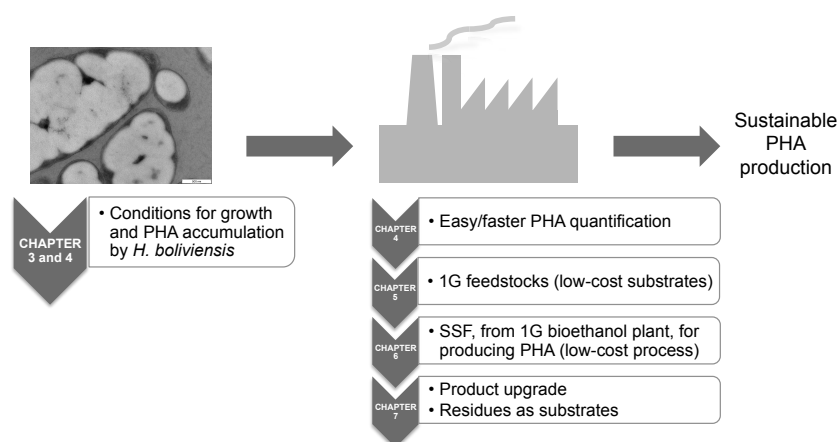 Sustainable
PHA
production
CHAPTER
3 and 4
• Conditions for growth
and PHA accumulation
by H. boliviensis
CHAPTER
4
• Easy/faster PHA quantification
CHAPTER
5
• 1G feedstocks (low-cost substrates)
CHAPTER
6
• SSF, from 1G bioethanol plant, for
producing PHA (low-cost process)
CHAPTER
7
• Product upgrade
• Residues as substrates